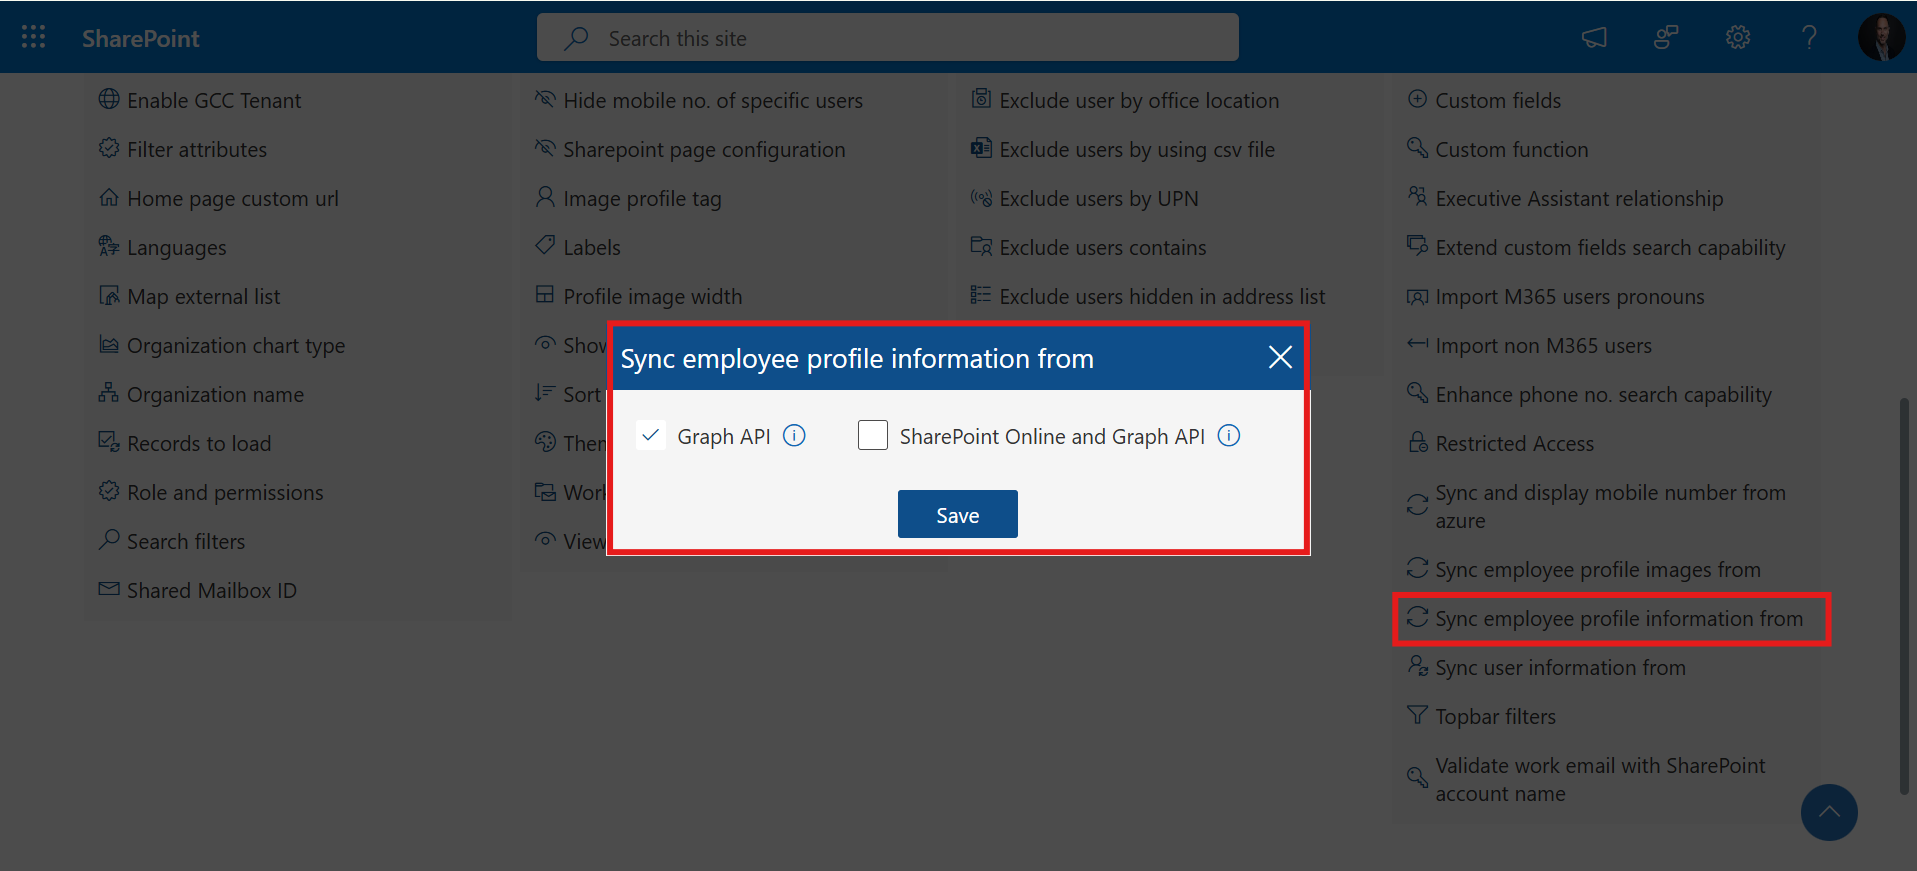 SharePoint
Search this site
Enable GCC Tenant
Filter attributes
Home page custom url
Languages
Map external list
Organization chart type
Organization name
Records to load
Role and permissions
Search filters
Shared Mailbox ID
Hide mobile no. of specific users
Sharepoint page configuration
Image profile tag
Labels
Profile image width
Show
Sort
Them
Work
View
Exclude user by office location
Exclude users by using csv file
Exclude users by UPN
Exclude users contains
Exclude users hidden in address list
Sync employee profile information from
Graph API
SharePoint Online and Graph API
Save
Custom fields
Custom function
Executive Assistant relationship
Extend custom fields search capability
Import M365 users pronouns
Import non M365 users
Enhance phone no. search capability
Restricted Access
Sync and display mobile number from
azure
Sync employee profile images from
Sync employee profile information from
Sync user information from
Topbar filters
Validate work email with SharePoint
account name